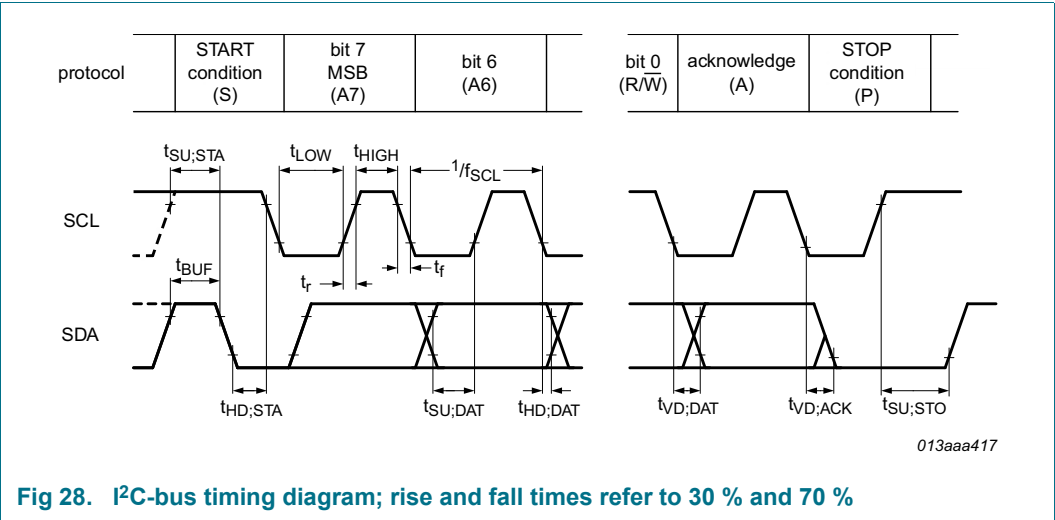 protocol
START condition (S)
bit 7 MSB (A7)
bit 6 (A6)
bit 0 (R/W̅)
acknowledge (A)
STOP condition (P)
tSU;STA
tLOW
tHIGH
1/fSCL
SCL
tBUF
tr
tf
SDA
tHD;STA
tSU;DAT
tHD;DAT
tVD;DAT
tVD;ACK
tSU;STO
013aaa417
Fig 28. I²C-bus timing diagram; rise and fall times refer to 30 % and 70 %